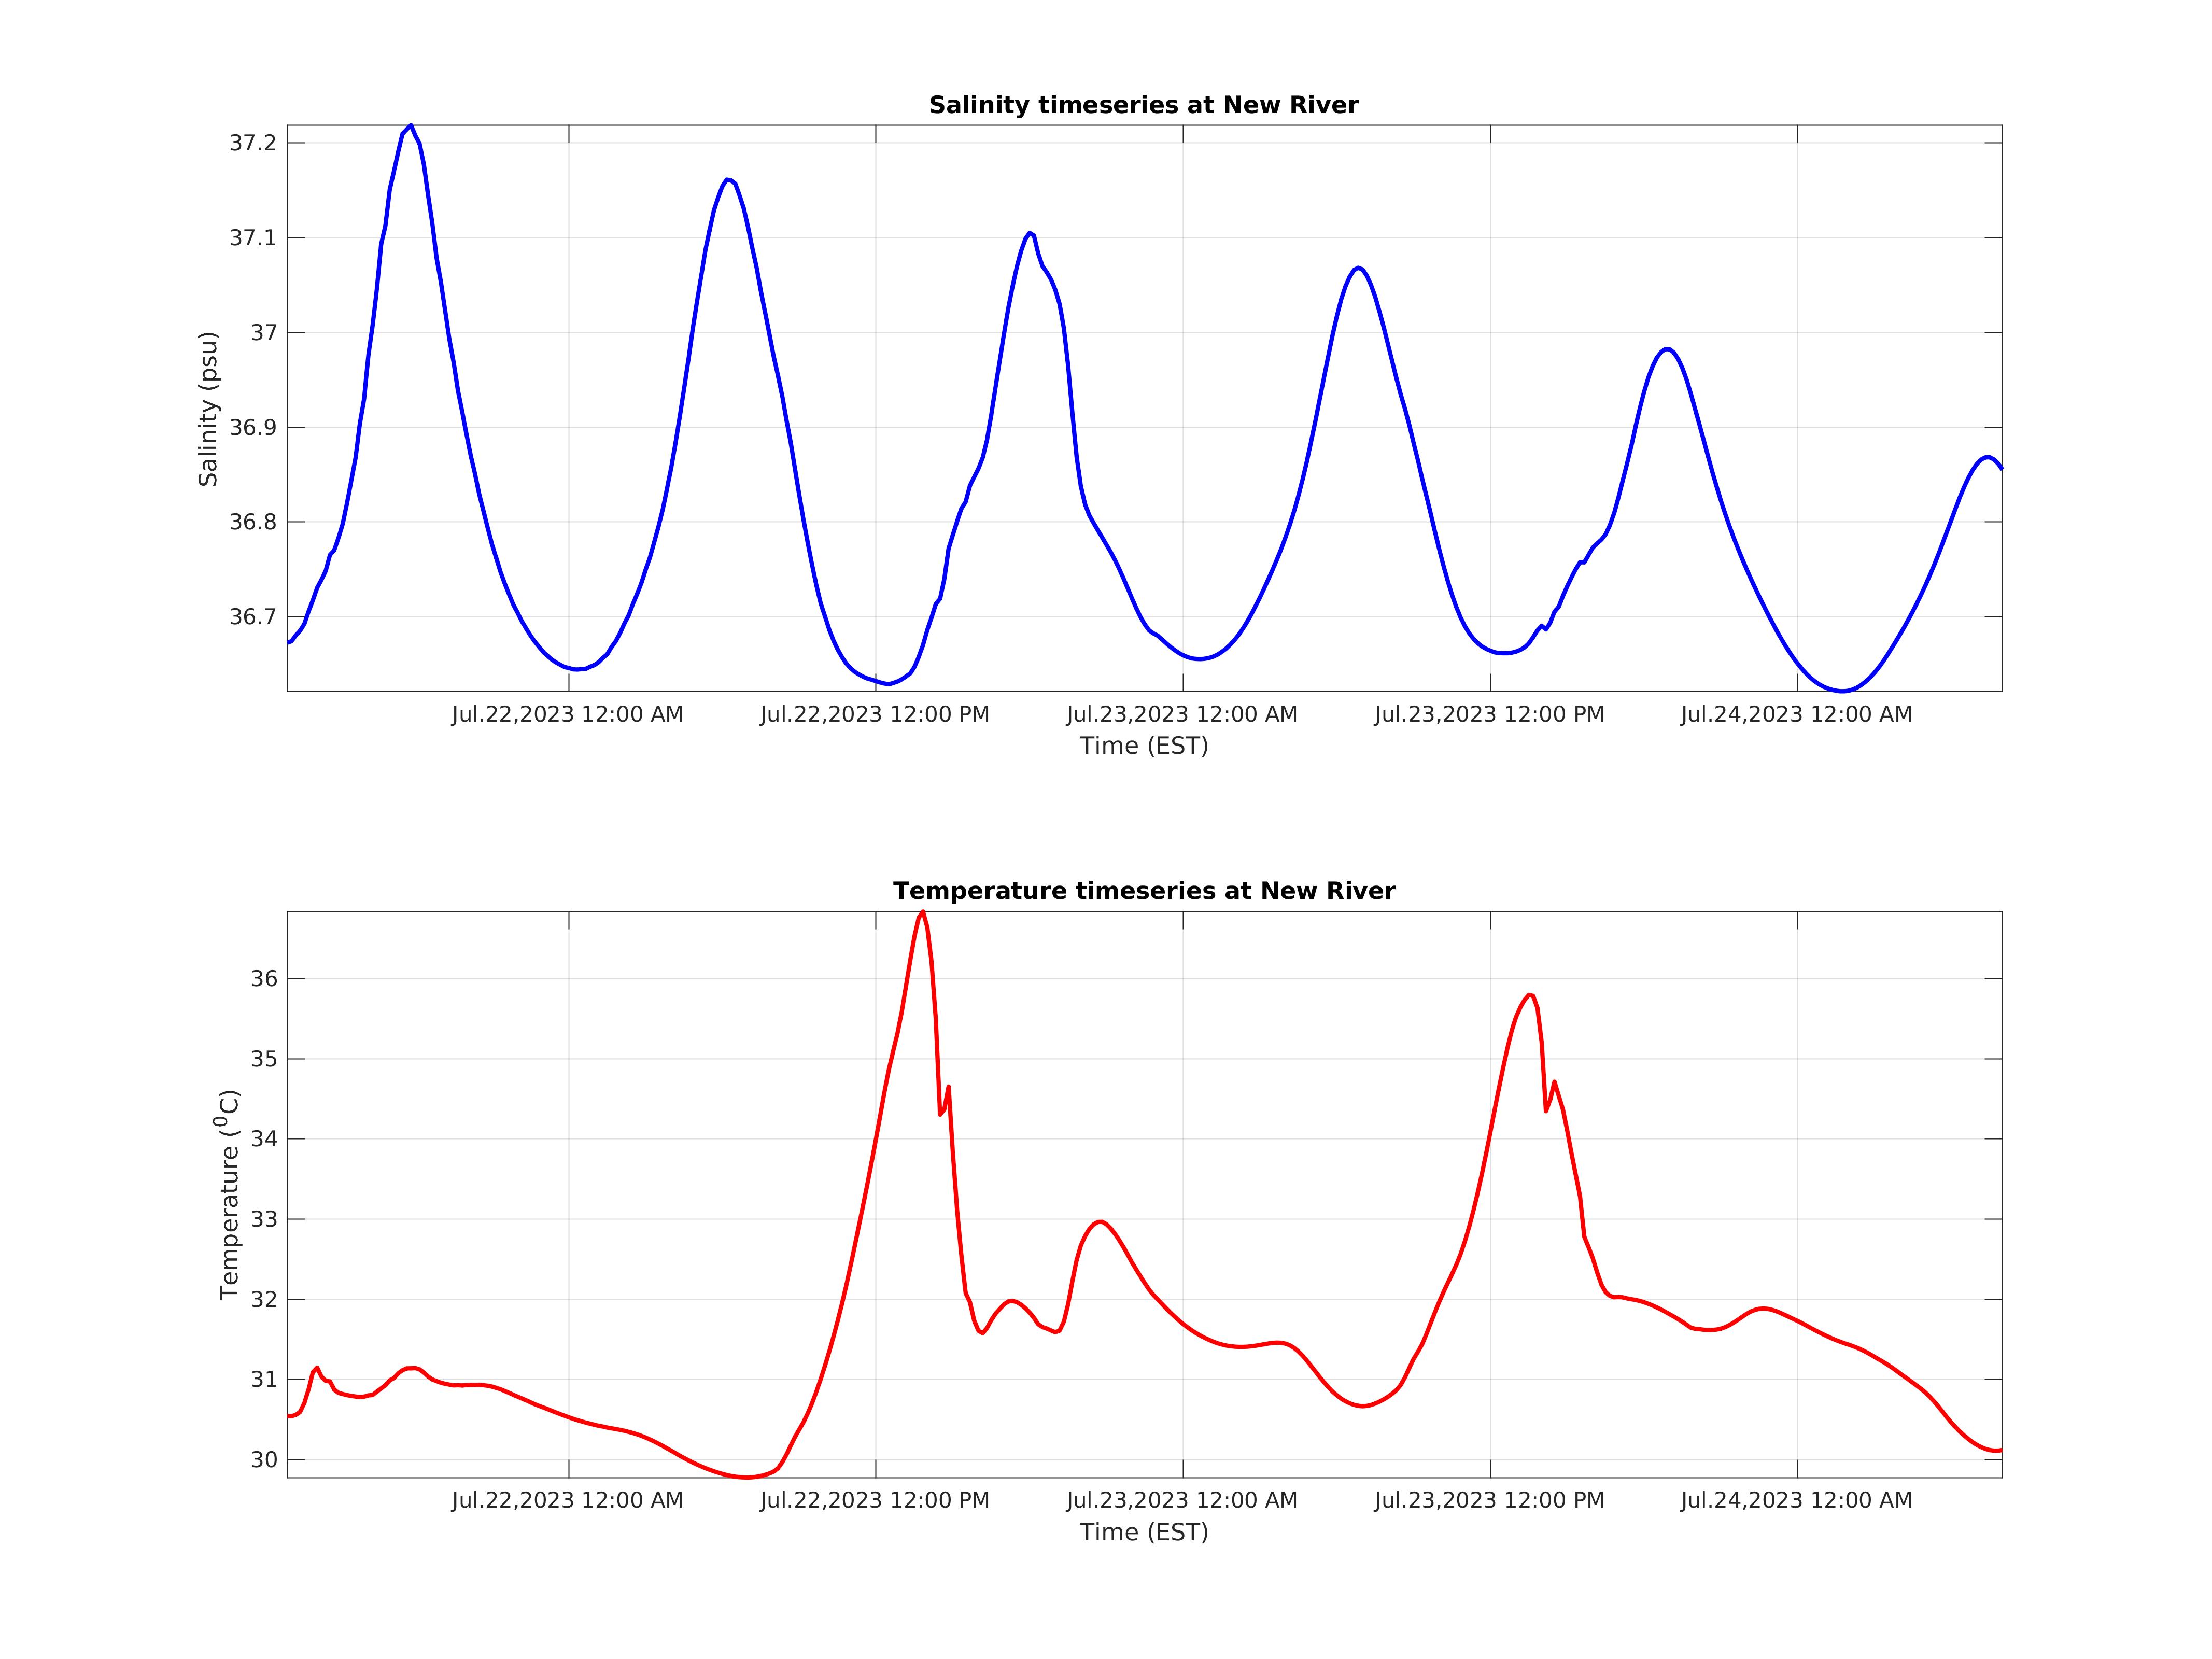 Salinity timeseries at New River
37.2
37.1
37
36.9
36.8
36.7
Salinity (psu)
Jul.22,2023 12:00 AM Jul.22,2023 12:00 PM Jul.23,2023 12:00 AM Jul.23,2023 12:00 PM Jul.24,2023 12:00 AM
Time (EST)
Temperature timeseries at New River
36
35
34
33
32
31
30
Temperature (⁰C)
Jul.22,2023 12:00 AM Jul.22,2023 12:00 PM Jul.23,2023 12:00 AM Jul.23,2023 12:00 PM Jul.24,2023 12:00 AM
Time (EST)